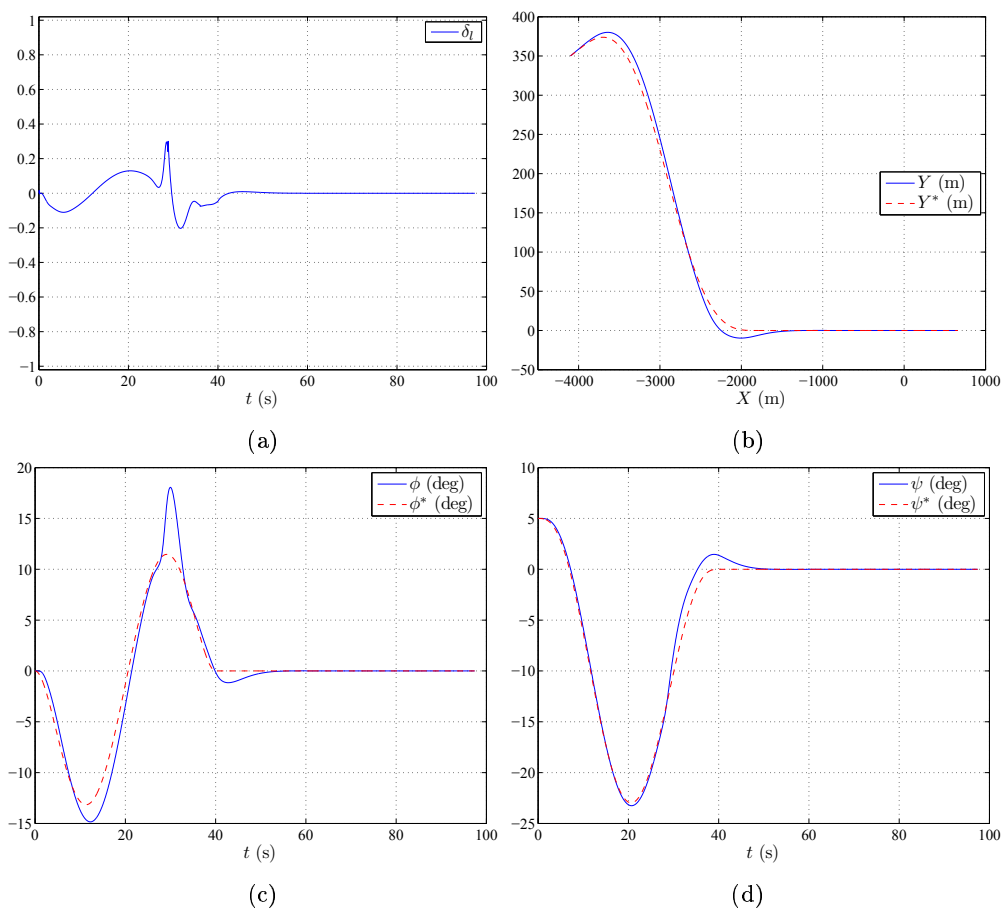 δ_l
1
0.8
0.6
0.4
0.2
0
−0.2
−0.4
−0.6
−0.8
−1
0 20 40 60 80 100
t (s)
(a)
Y (m)
Y* (m)
400
350
300
250
200
150
100
50
0
−50
−4000 −3000 −2000 −1000 0 1000
X (m)
(b)
ϕ (deg)
ϕ* (deg)
20
15
10
5
0
−5
−10
−15
0 20 40 60 80 100
t (s)
(c)
ψ (deg)
ψ* (deg)
10
5
0
−5
−10
−15
−20
−25
0 20 40 60 80 100
t (s)
(d)